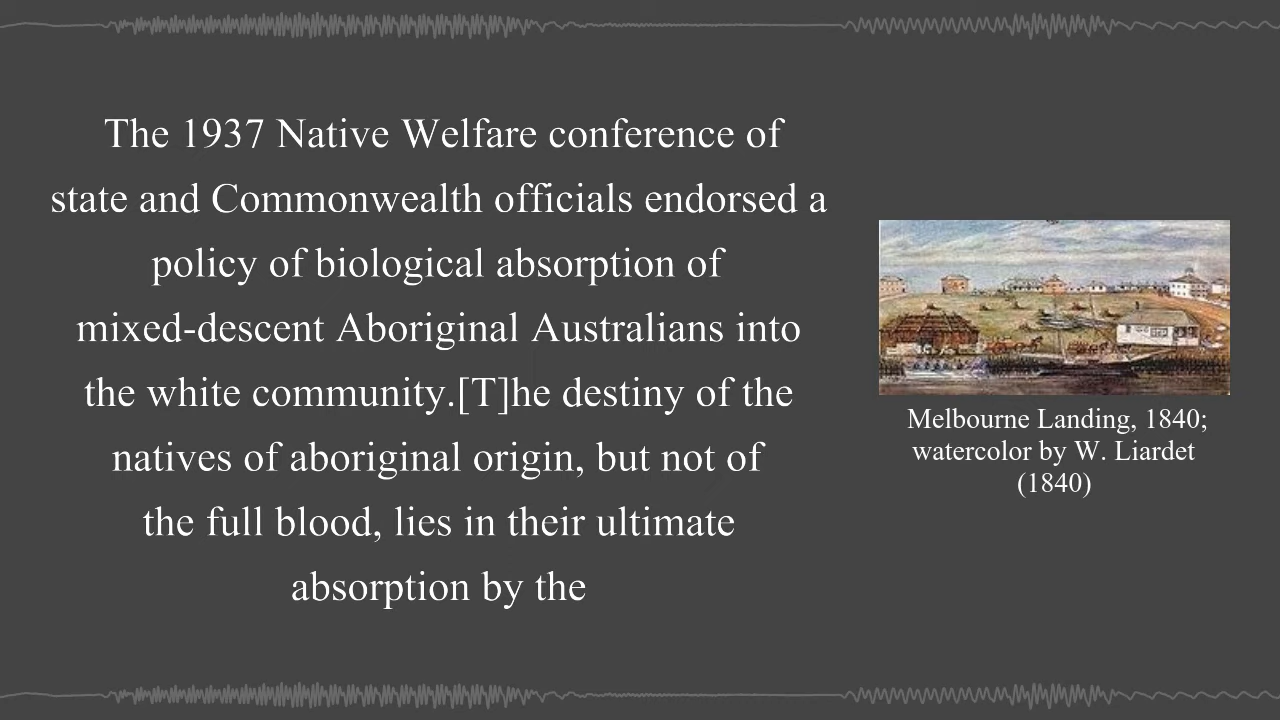 The 1937 Native Welfare conference of
state and Commonwealth officials endorsed a
policy of biological absorption of
mixed-descent Aboriginal Australians into
the white community.[T]he destiny of the
natives of aboriginal origin, but not of
the full blood, lies in their ultimate
absorption by the
Melbourne Landing, 1840;
watercolor by W. Liardet
(1840)